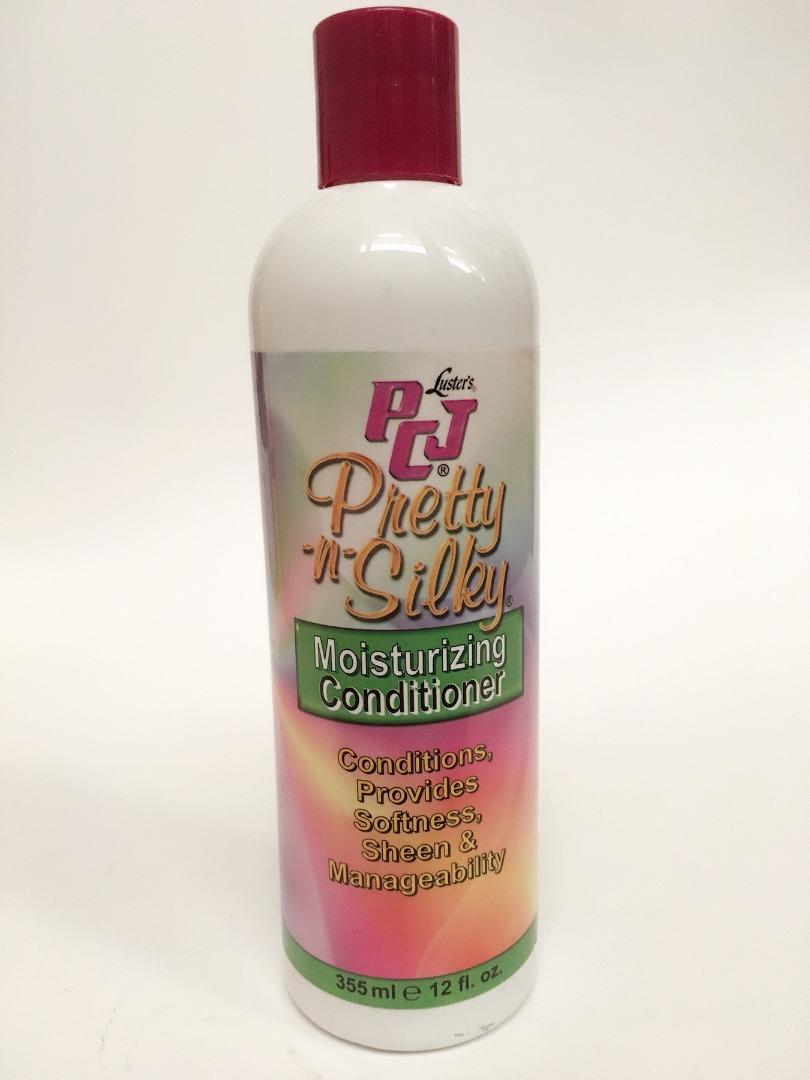 Luster's®
PCJ®
Pretty
-n-Silky®
Moisturizing
Conditioner
Conditions,
Provides
Softness,
Sheen &
Manageability
355 ml ℮ 12 fl. oz.